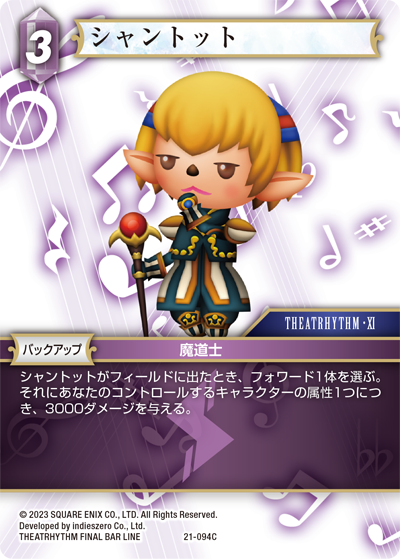 3
シャントット
THEATRHYTHM・XI
バックアップ
魔道士
シャントットがフィールドに出たとき、フォワード1体を選ぶ。
それにあなたのコントロールするキャラクターの属性1つにつ
き、3000ダメージを与える。
© 2023 SQUARE ENIX CO., LTD. All Rights Reserved.
Developed by indieszero Co., Ltd.
THEATRHYTHM FINAL BAR LINE
21-094C